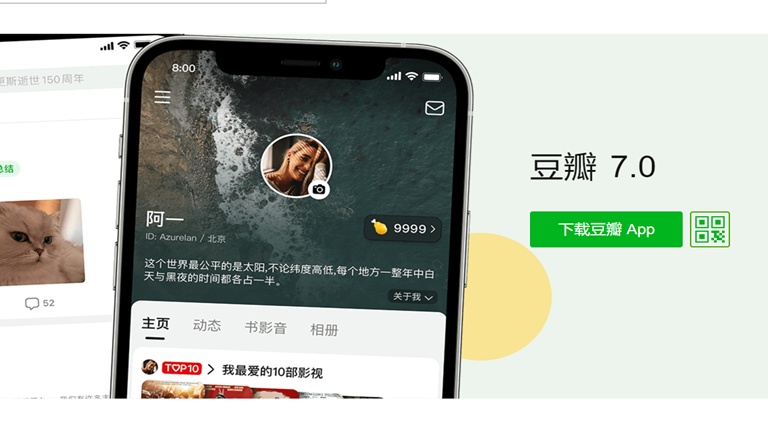 8:00
更斯逝世150周年
总结
52
阿一
ID: Azurelan / 北京
9999
这个世界最公平的是太阳,不论纬度高低,每个地方一整年中白
天与黑夜的时间都各占一半。
关于我
主页 动态 书影音 相册
TOP10 我最爱的10部影视
豆瓣 7.0
下载豆瓣 App